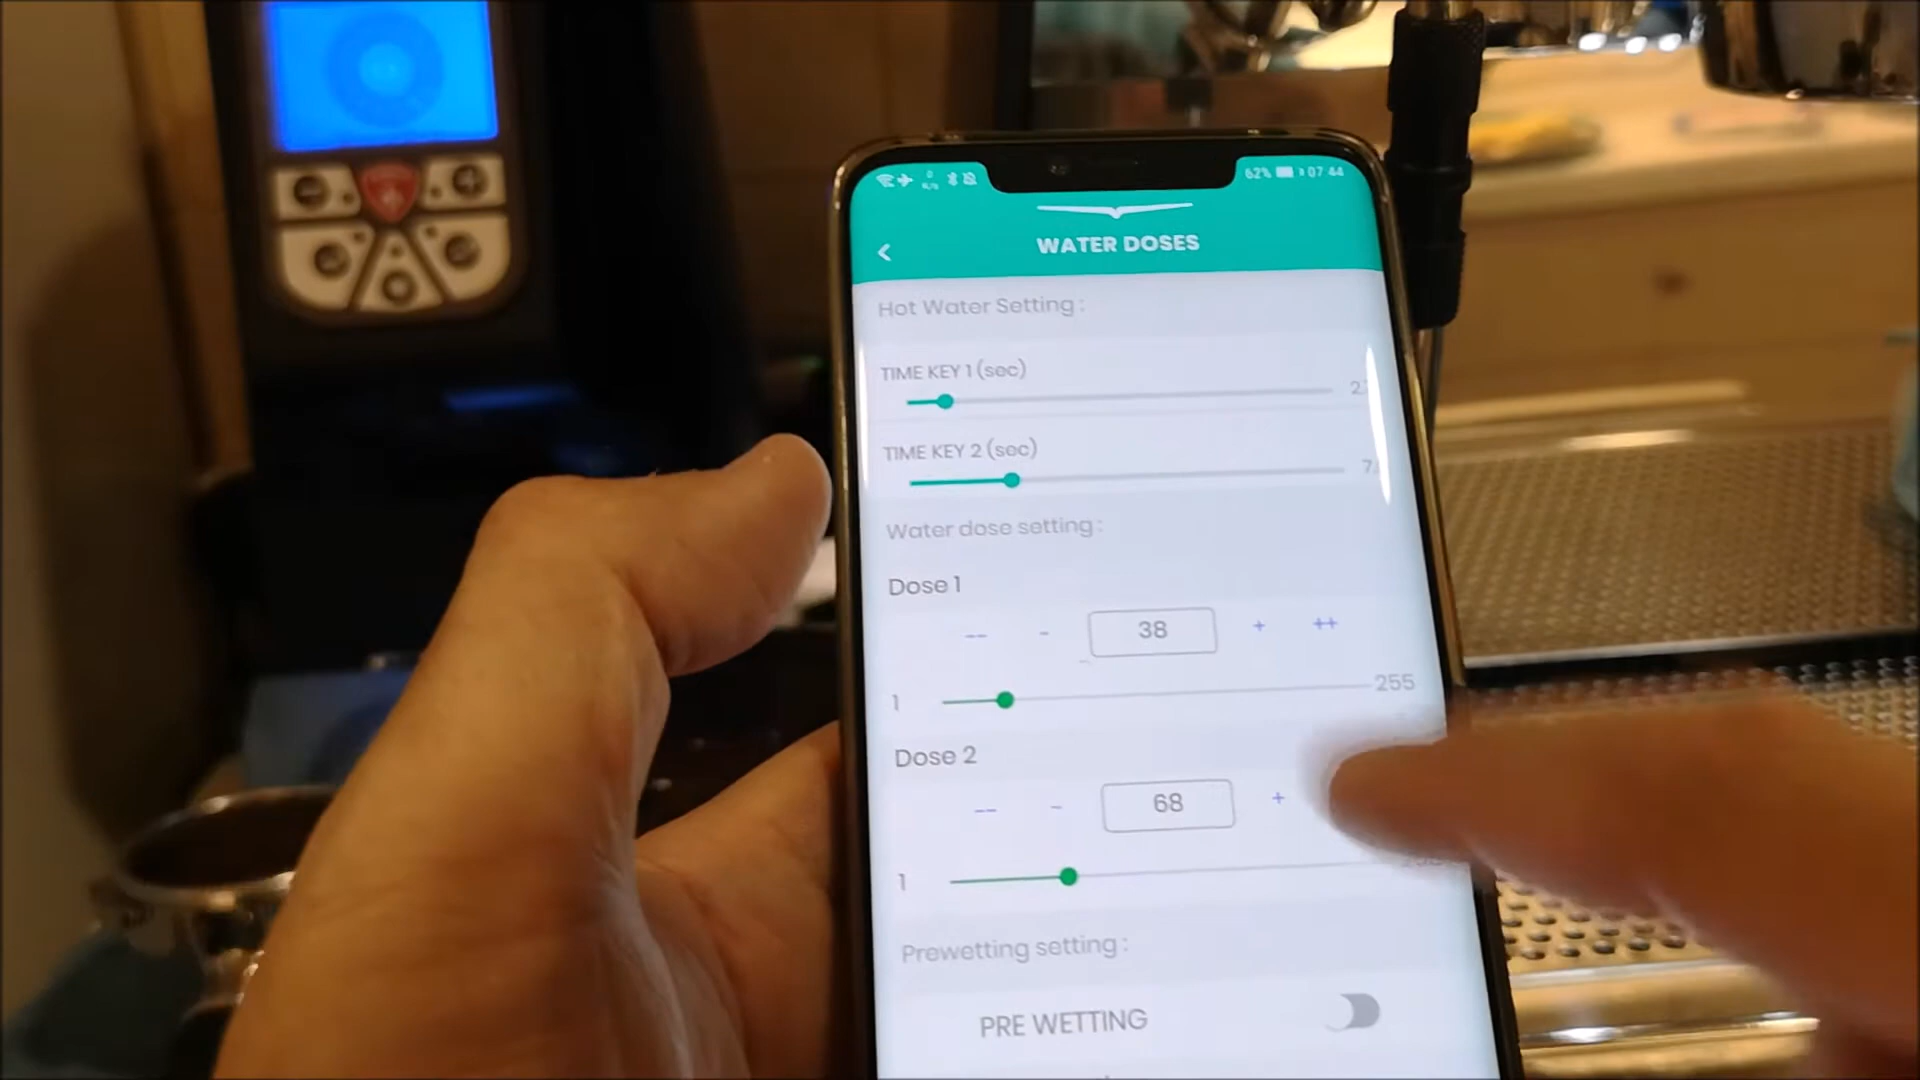 62% 07:44
WATER DOSES
Hot Water Setting :
TIME KEY 1 (sec)
TIME KEY 2 (sec)
Water dose setting :
Dose 1
-- - 38 + ++
1 255
Dose 2
-- - 68 +
1
Prewetting setting :
PRE WETTING